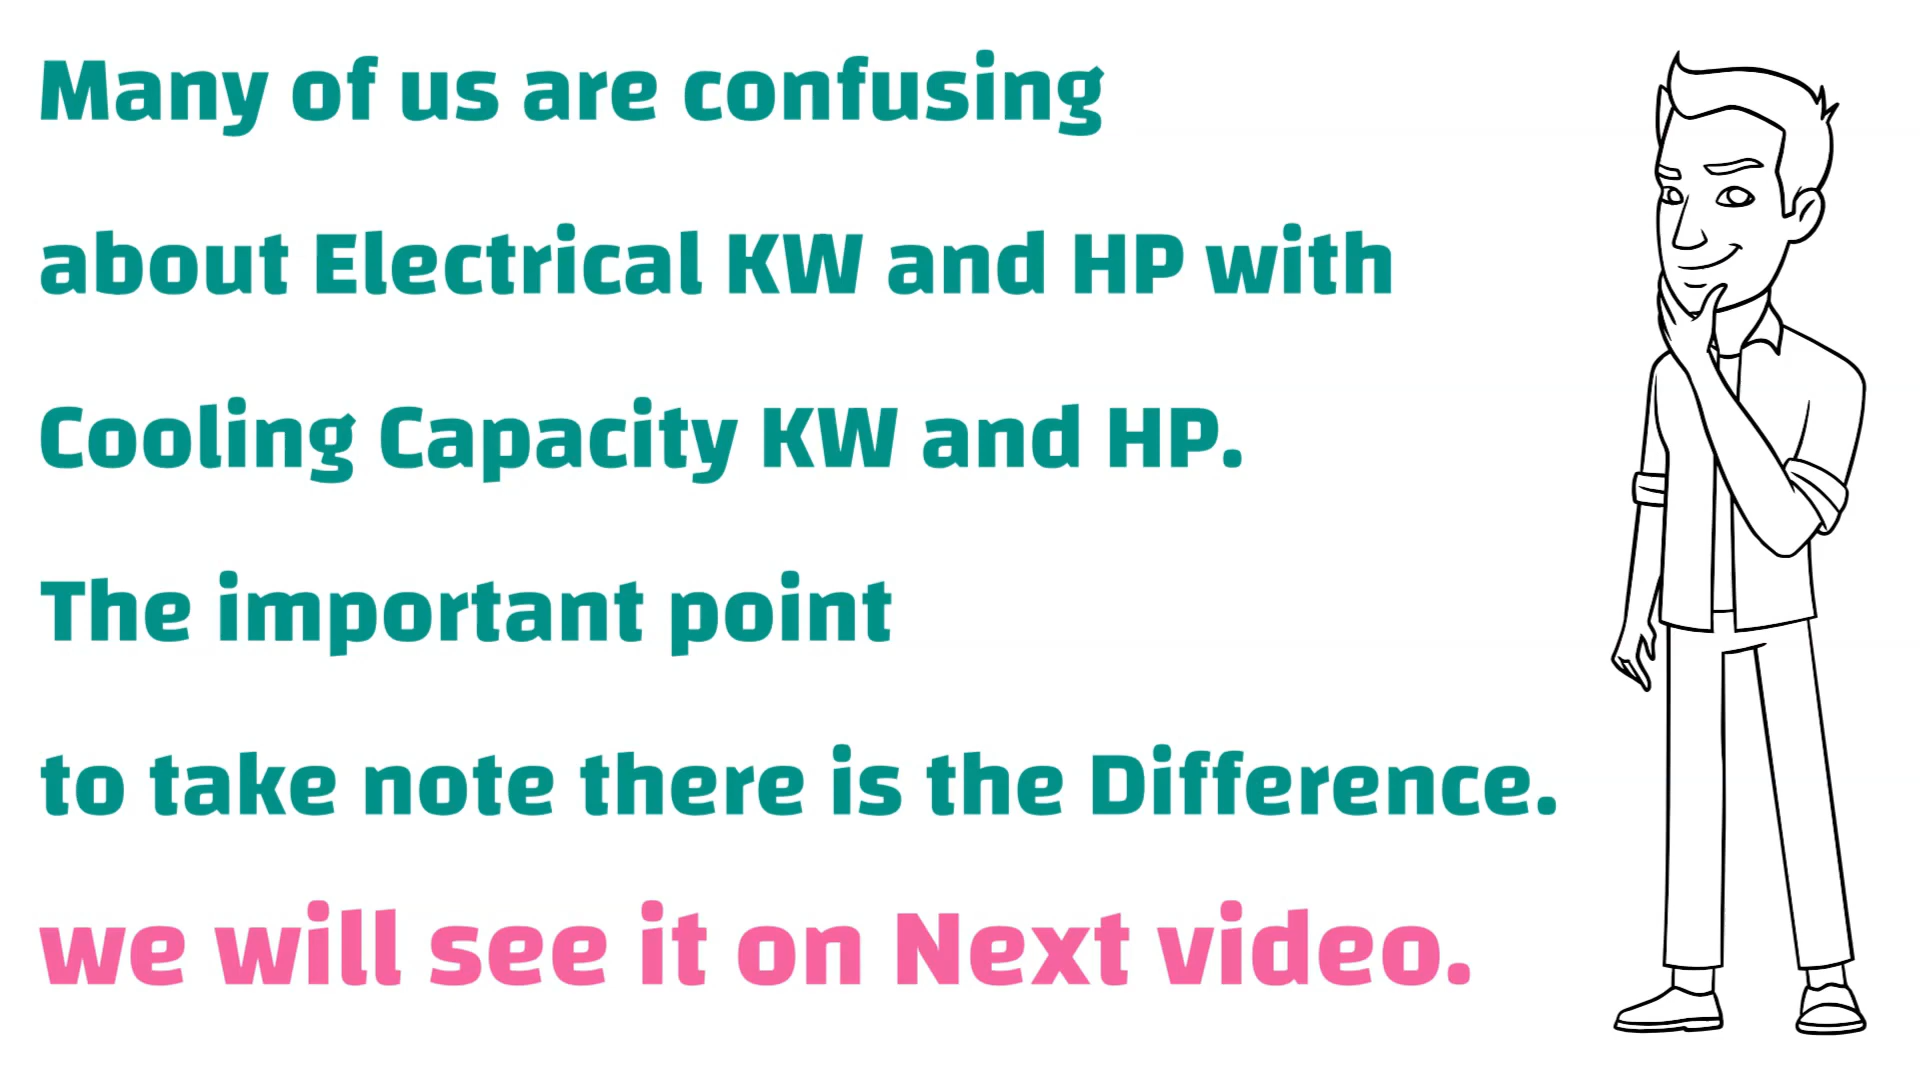 Many of us are confusing
about Electrical KW and HP with
Cooling Capacity KW and HP.
The important point
to take note there is the Difference.
we will see it on Next video.